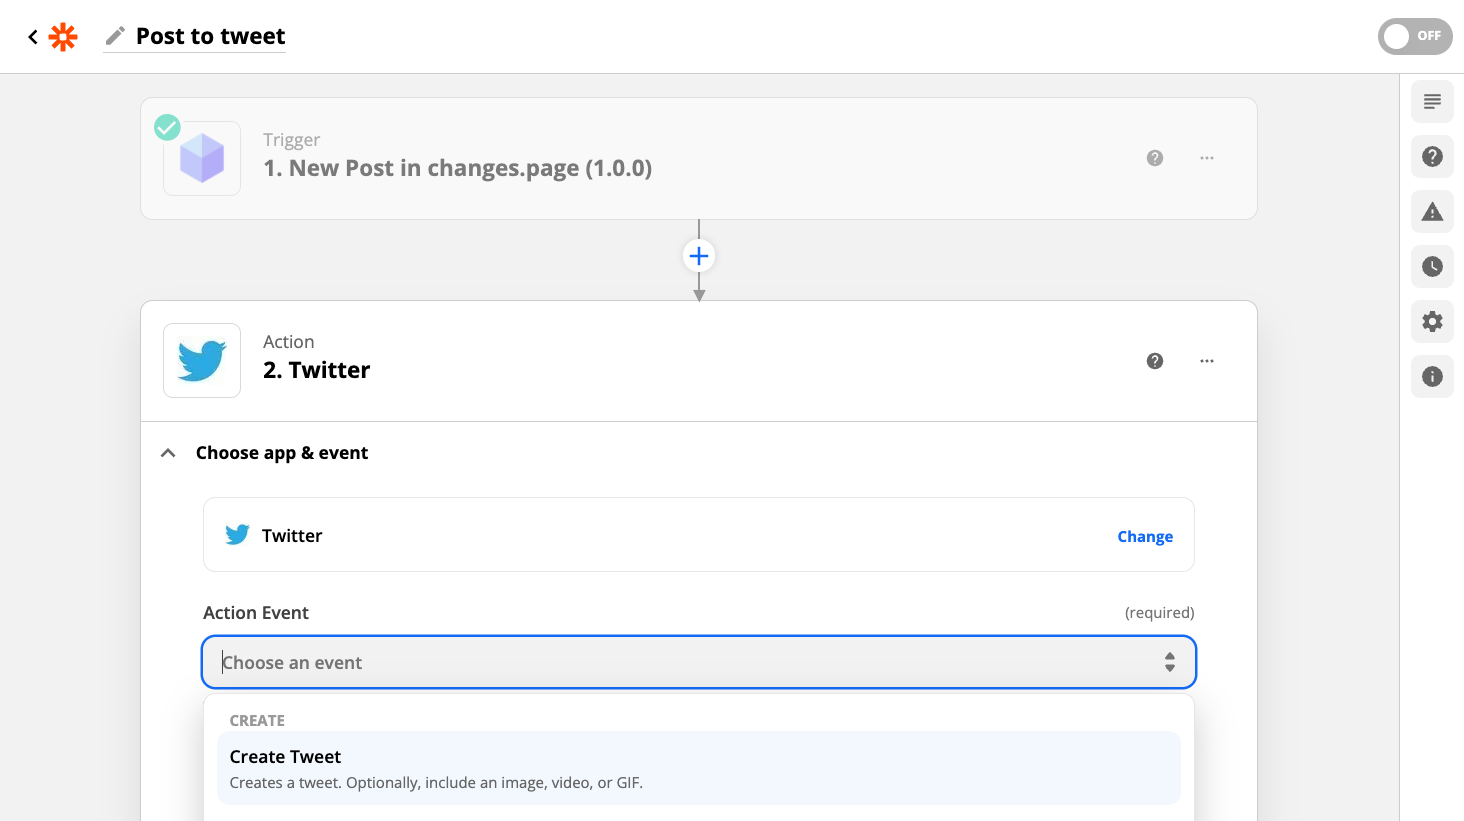 Post to tweet
OFF
Trigger
1. New Post in changes.page (1.0.0)
Action
2. Twitter
Choose app & event
Twitter
Change
Action Event
(required)
Choose an event
CREATE
Create Tweet
Creates a tweet. Optionally, include an image, video, or GIF.